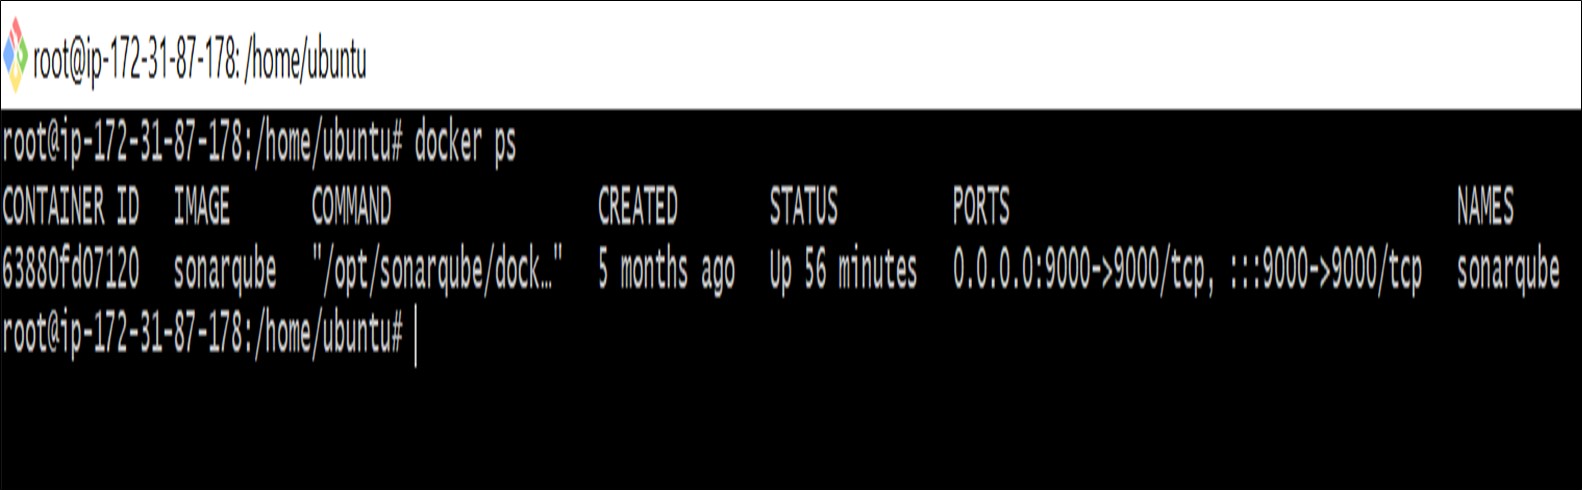 root@ip-172-31-87-178: /home/ubuntu
root@ip-172-31-87-178:/home/ubuntu# docker ps
CONTAINER ID   IMAGE       COMMAND                  CREATED        STATUS          PORTS                                       NAMES
63880fd07120   sonarqube   "/opt/sonarqube/dock…"   5 months ago   Up 56 minutes   0.0.0.0:9000->9000/tcp, :::9000->9000/tcp   sonarqube
root@ip-172-31-87-178:/home/ubuntu#